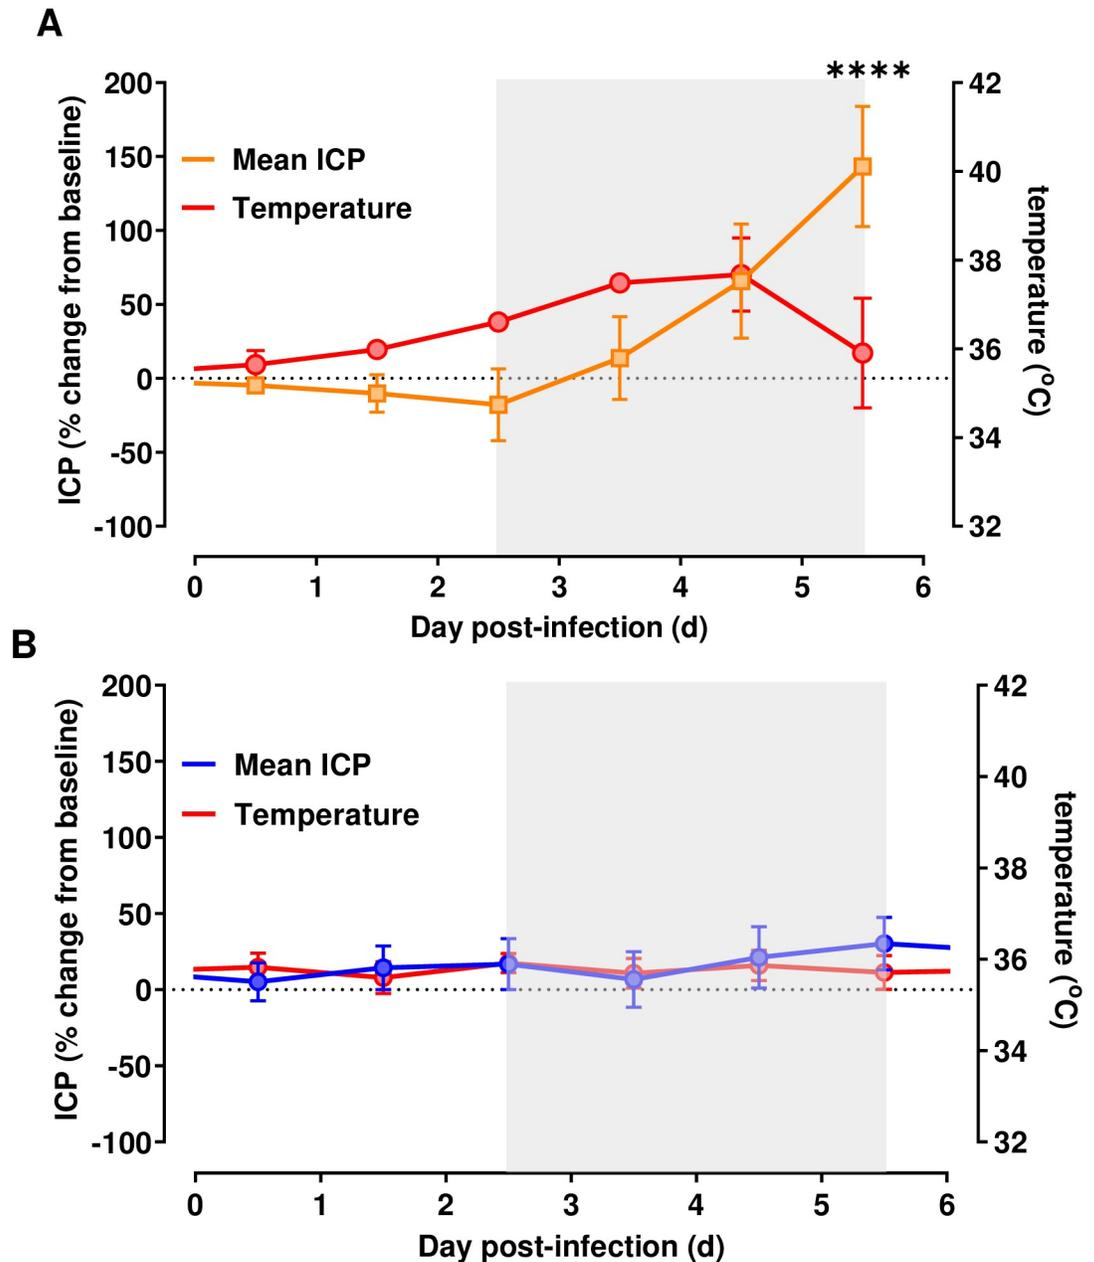 A
****
200
150
100
50
0
-50
-100
ICP (% change from baseline)
Mean ICP
Temperature
42
40
38
36
34
32
temperature (ºC)
0 1 2 3 4 5 6
Day post-infection (d)
B
200
150
100
50
0
-50
-100
ICP (% change from baseline)
Mean ICP
Temperature
42
40
38
36
34
32
temperature (ºC)
0 1 2 3 4 5 6
Day post-infection (d)